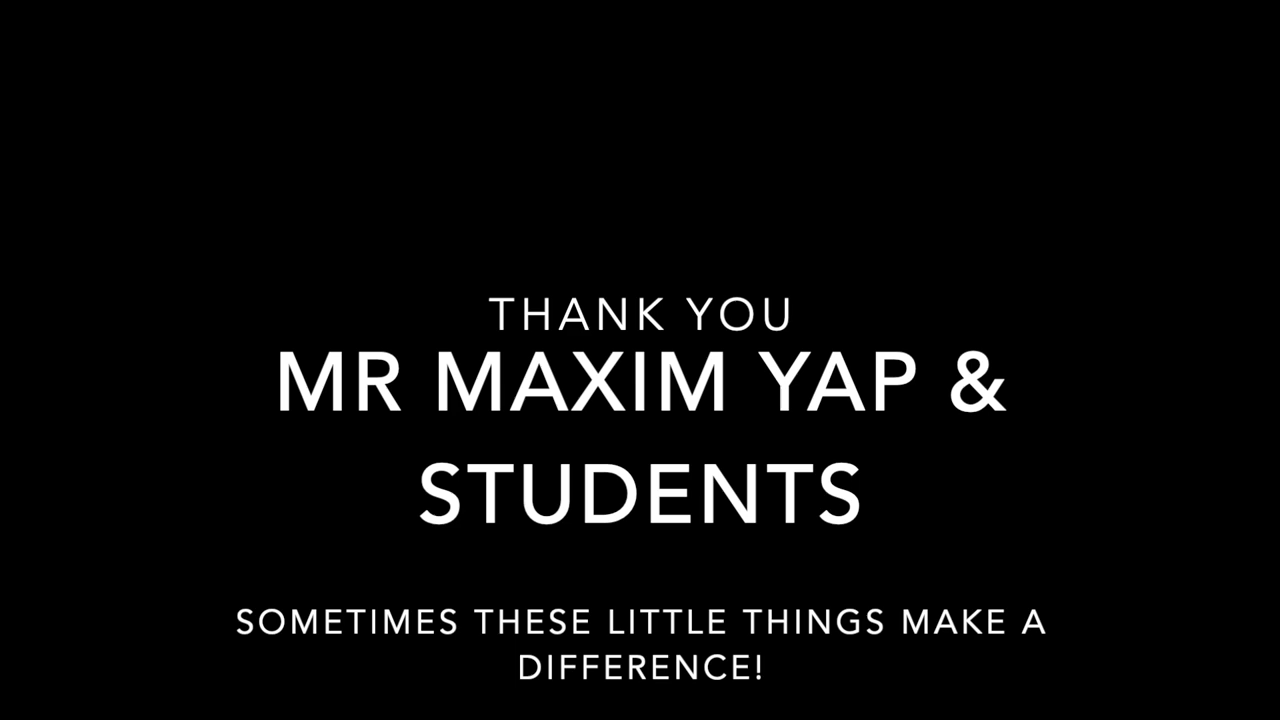 THANK YOU
MR MAXIM YAP &
STUDENTS
SOMETIMES THESE LITTLE THINGS MAKE A
DIFFERENCE!